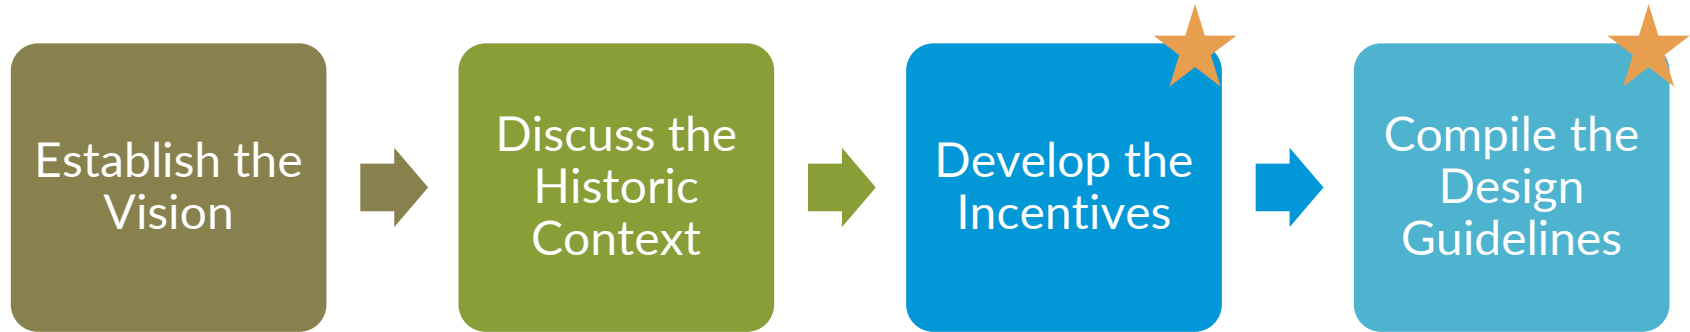 Establish the
Vision
Discuss the
Historic
Context
Develop the
Incentives
Compile the
Design
Guidelines